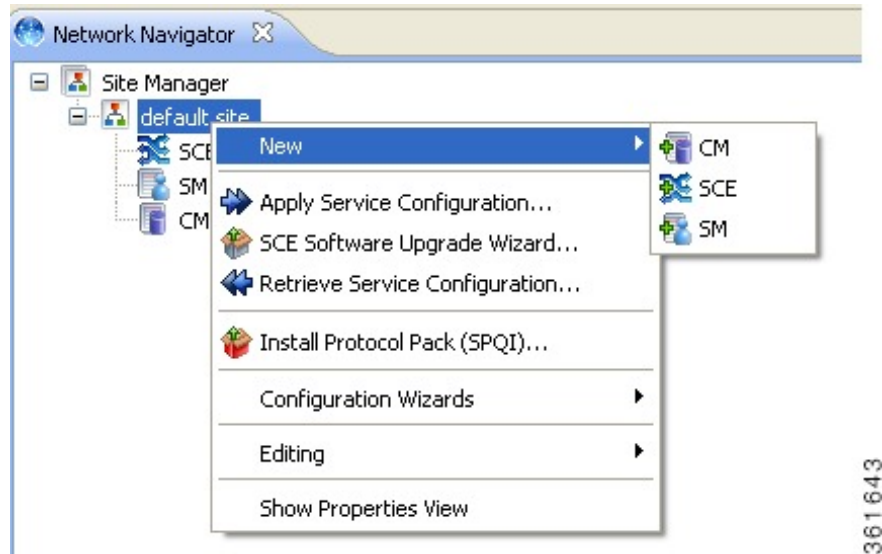 Network Navigator
Site Manager
default site
SCE
SM
CM
New
Apply Service Configuration...
SCE Software Upgrade Wizard...
Retrieve Service Configuration...
Install Protocol Pack (SPQI)...
Configuration Wizards
Editing
Show Properties View
CM
SCE
SM
361643